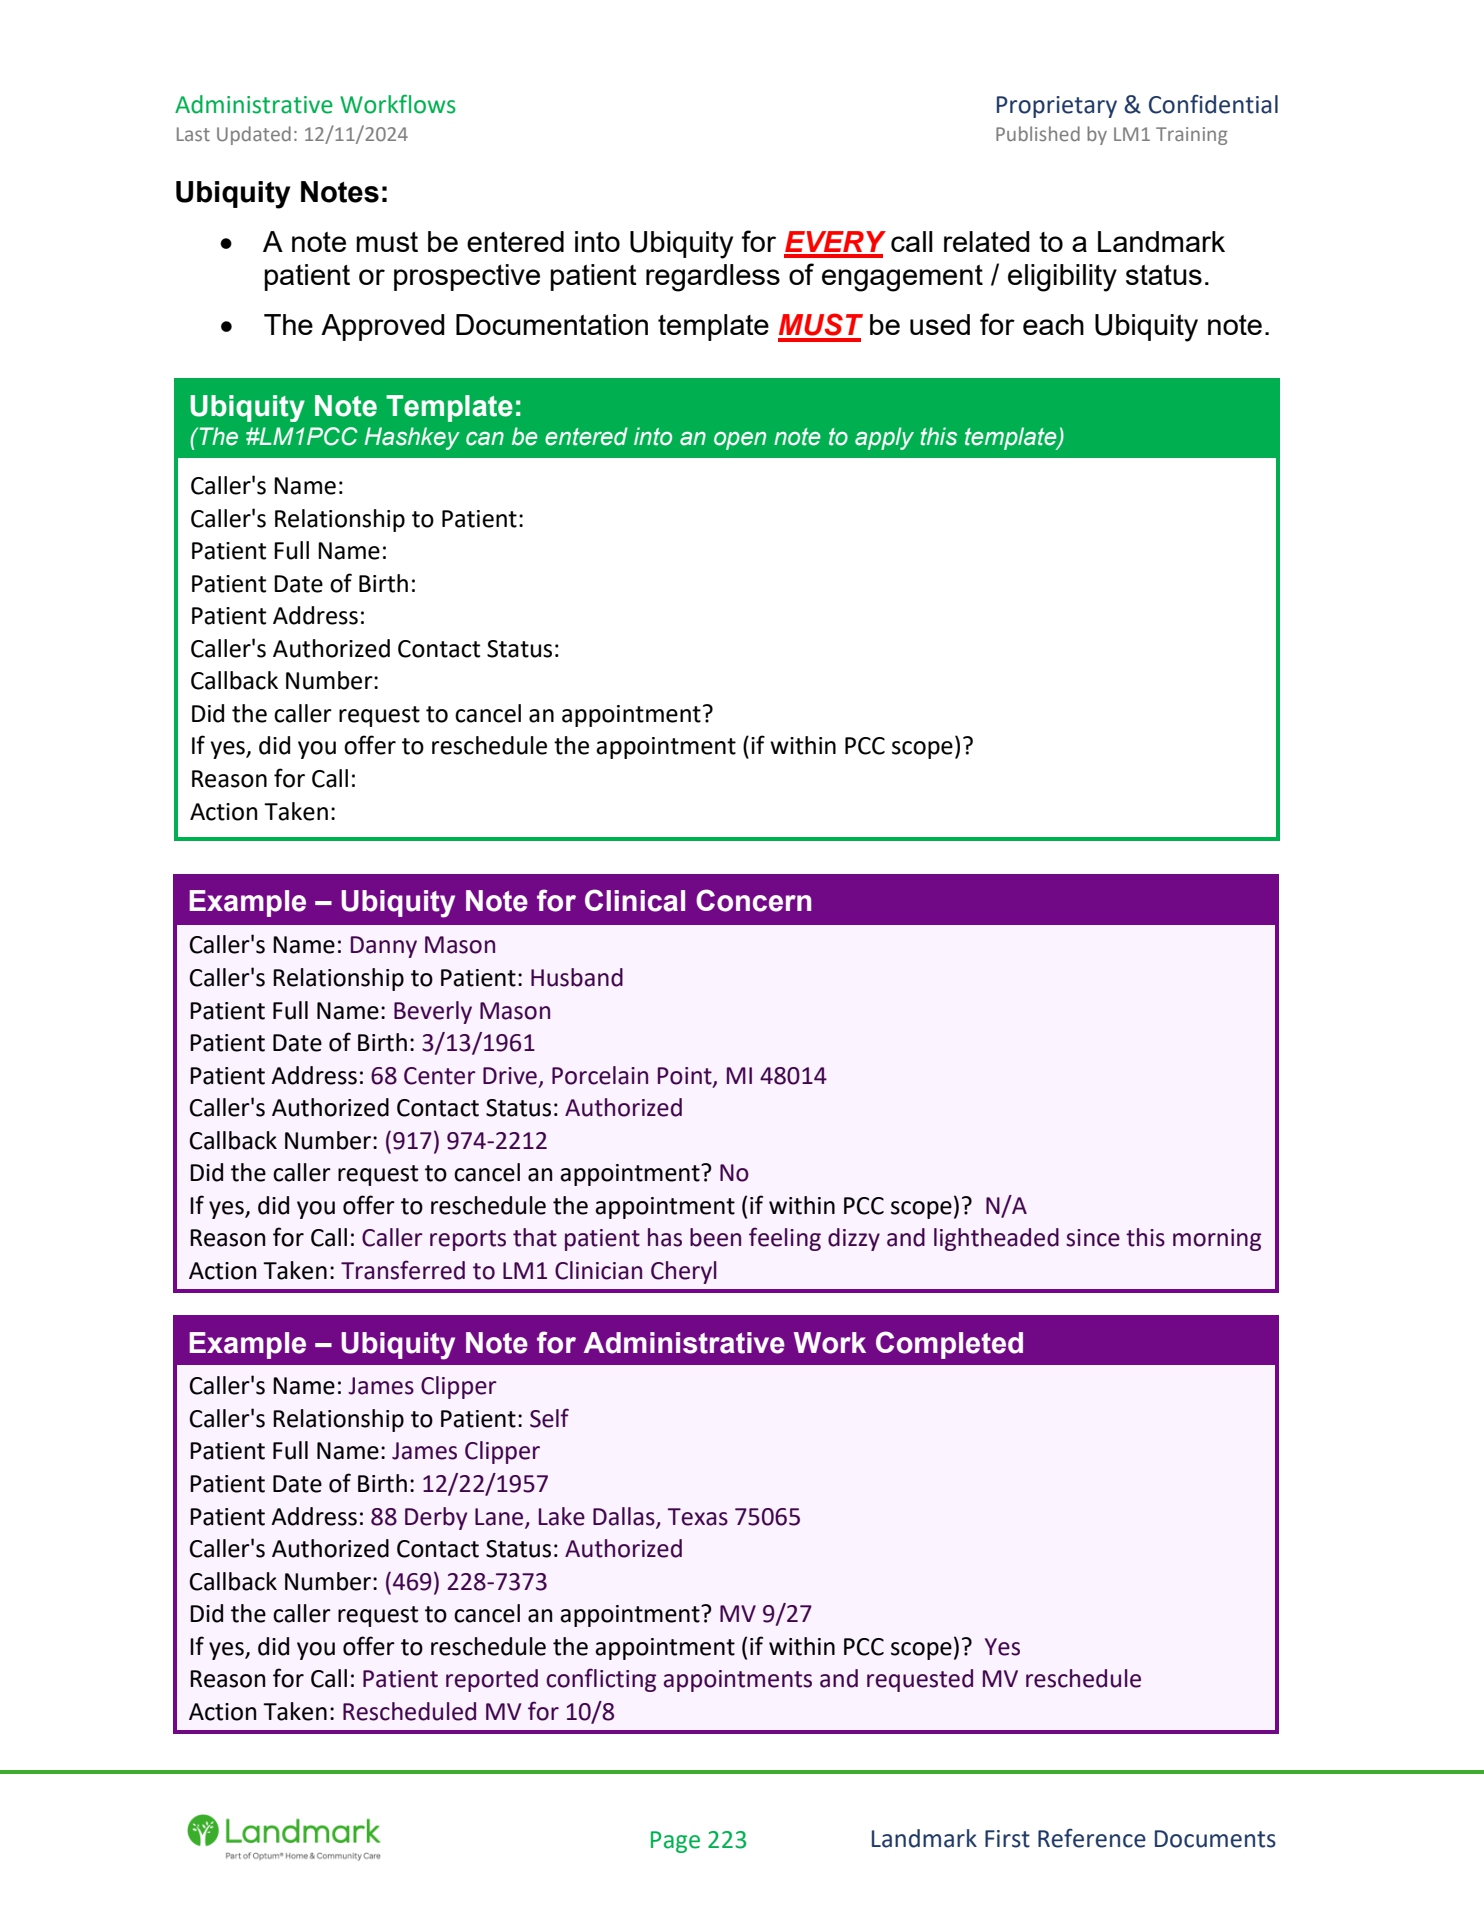 Administrative Workflows
Proprietary & Confidential
Last Updated: 12/11/2024
Published by LM1 Training
Ubiquity Notes:
• A note must be entered into Ubiquity for EVERY call related to a Landmark
patient or prospective patient regardless of engagement / eligibility status.
• The Approved Documentation template MUST be used for each Ubiquity note.
Ubiquity Note Template:
(The #LM1PCC Hashkey can be entered into an open note to apply this template)
Caller's Name:
Caller's Relationship to Patient:
Patient Full Name:
Patient Date of Birth:
Patient Address:
Caller's Authorized Contact Status:
Callback Number:
Did the caller request to cancel an appointment?
If yes, did you offer to reschedule the appointment (if within PCC scope)?
Reason for Call:
Action Taken:
Example – Ubiquity Note for Clinical Concern
Caller's Name: Danny Mason
Caller's Relationship to Patient: Husband
Patient Full Name: Beverly Mason
Patient Date of Birth: 3/13/1961
Patient Address: 68 Center Drive, Porcelain Point, MI 48014
Caller's Authorized Contact Status: Authorized
Callback Number: (917) 974-2212
Did the caller request to cancel an appointment? No
If yes, did you offer to reschedule the appointment (if within PCC scope)? N/A
Reason for Call: Caller reports that patient has been feeling dizzy and lightheaded since this morning
Action Taken: Transferred to LM1 Clinician Cheryl
Example – Ubiquity Note for Administrative Work Completed
Caller's Name: James Clipper
Caller's Relationship to Patient: Self
Patient Full Name: James Clipper
Patient Date of Birth: 12/22/1957
Patient Address: 88 Derby Lane, Lake Dallas, Texas 75065
Caller's Authorized Contact Status: Authorized
Callback Number: (469) 228-7373
Did the caller request to cancel an appointment? MV 9/27
If yes, did you offer to reschedule the appointment (if within PCC scope)? Yes
Reason for Call: Patient reported conflicting appointments and requested MV reschedule
Action Taken: Rescheduled MV for 10/8
Landmark
Part of Optum® Home & Community Care
Page 223
Landmark First Reference Documents